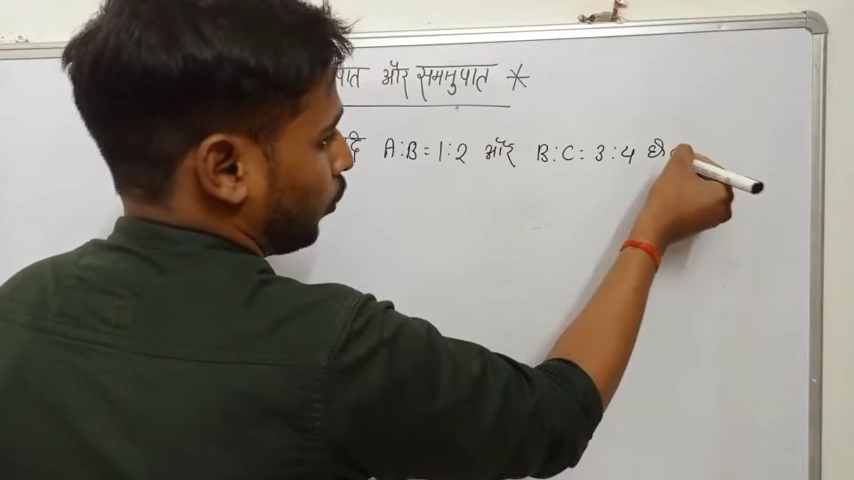 और समानुपात *
A:B = 1:2 और B:C = 3:4 हो